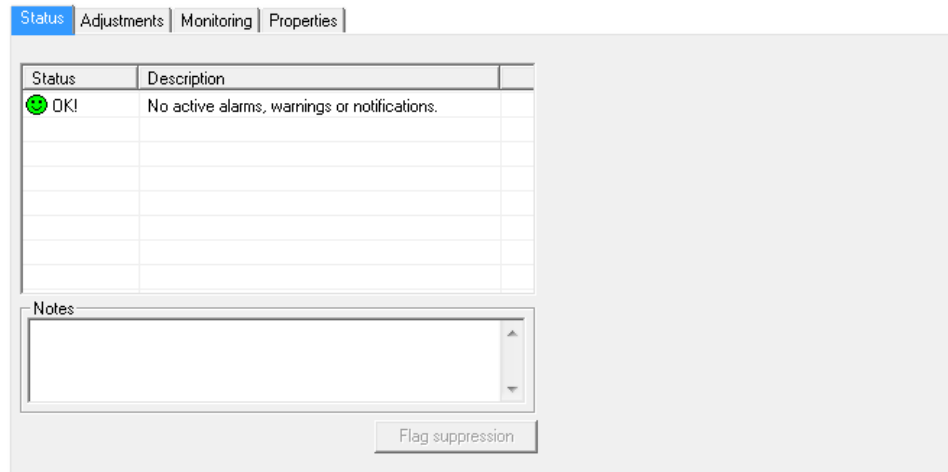 Status Adjustments Monitoring Properties
Status Description
OK! No active alarms, warnings or notifications.
Notes
Flag suppression